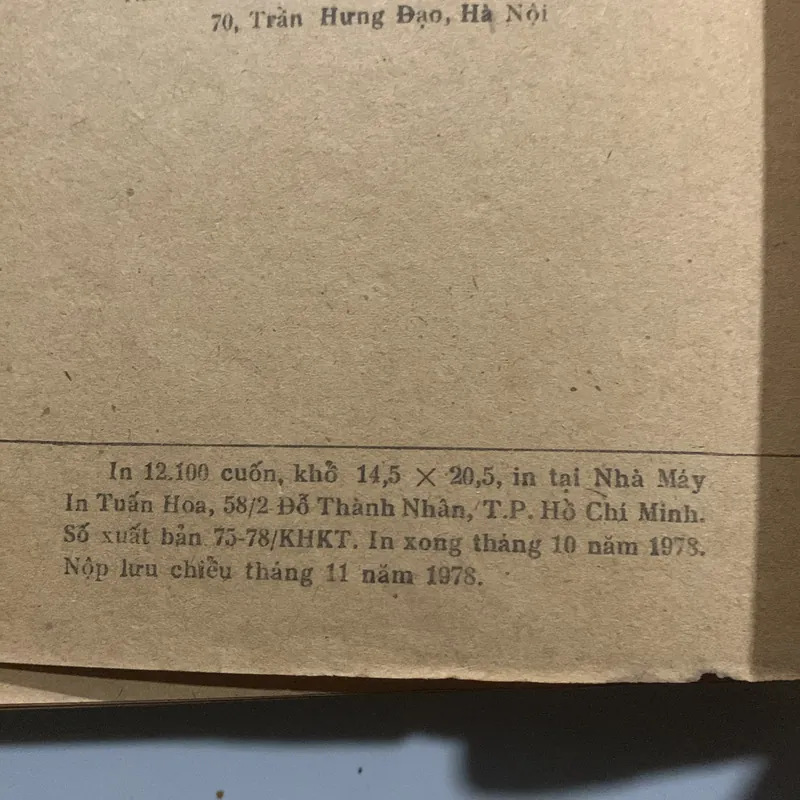 70, Trần Hưng Đạo, Hà Nội
In 12.100 cuốn, khổ 14,5 × 20,5, in tại Nhà Máy
In Tuấn Hoa, 58/2 Đỗ Thành Nhân, T.P. Hồ Chí Minh.
Số xuất bản 75-78/KHKT. In xong tháng 10 năm 1978.
Nộp lưu chiểu tháng 11 năm 1978.